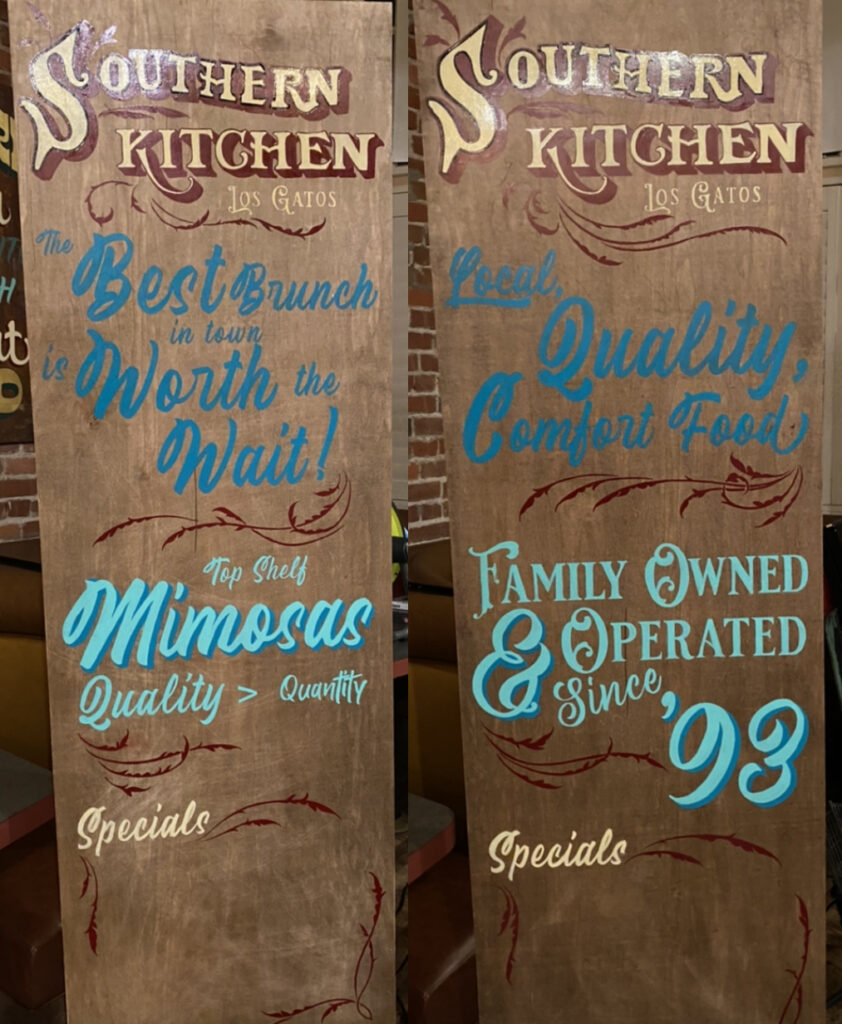 Southern
Kitchen
Los Gatos
The Best Brunch
in town
is Worth the
Wait!
Top Shelf
Mimosas
Quality > Quantity
Specials
Southern
Kitchen
Los Gatos
Local,
Quality,
Comfort Food
Family Owned
& Operated
Since '93
Specials